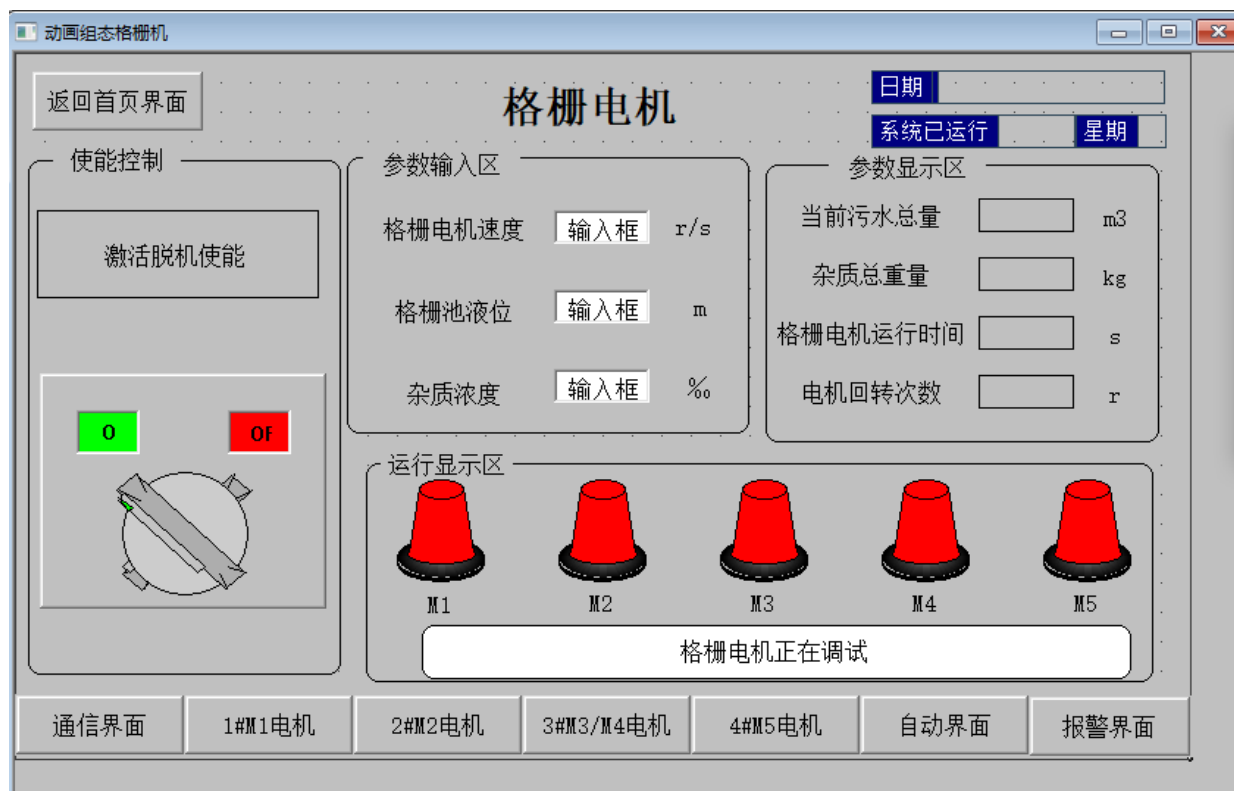 动画组态格栅机
返回首页界面
格栅电机
日期
系统已运行 星期
使能控制
激活脱机使能
O OF
参数输入区
格栅电机速度 输入框 r/s
格栅池液位 输入框 m
杂质浓度 输入框 ‰
参数显示区
当前污水总量 m3
杂质总重量 kg
格栅电机运行时间 s
电机回转次数 r
运行显示区
M1 M2 M3 M4 M5
格栅电机正在调试
通信界面 1#M1电机 2#M2电机 3#M3/M4电机 4#M5电机 自动界面 报警界面